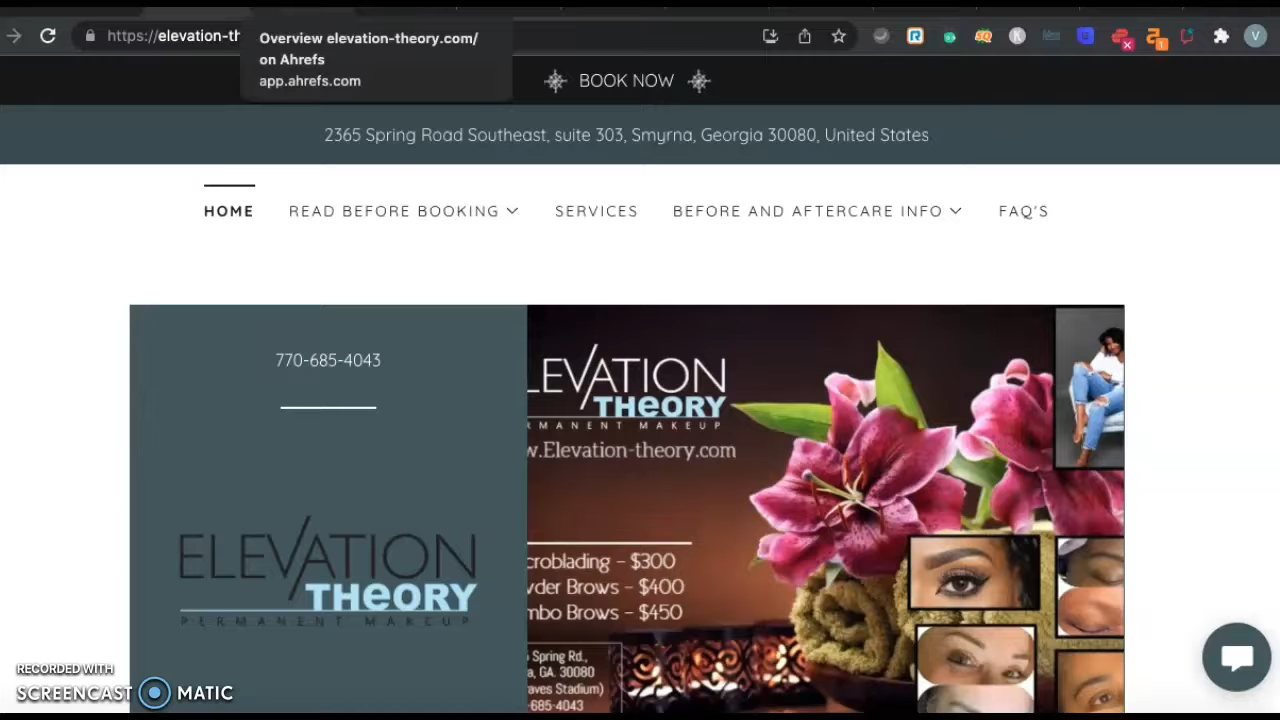 https://elevation-th
Overview elevation-theory.com/
on Ahrefs
app.ahrefs.com
V
BOOK NOW
2365 Spring Road Southeast, suite 303, Smyrna, Georgia 30080, United States
HOME
READ BEFORE BOOKING
SERVICES
BEFORE AND AFTERCARE INFO
FAQ'S
770-685-4043
ELEVATION
THEORY
PERMANENT MAKEUP
LEVATION
THEORY
RMANENT MAKEUP
w.Elevation-theory.com
croblading - $300
wder Brows - $400
mbo Brows - $450
Spring Rd.,
a, GA. 30080
raves Stadium)
-685-4043
RECORDED WITH
SCREENCAST MATIC